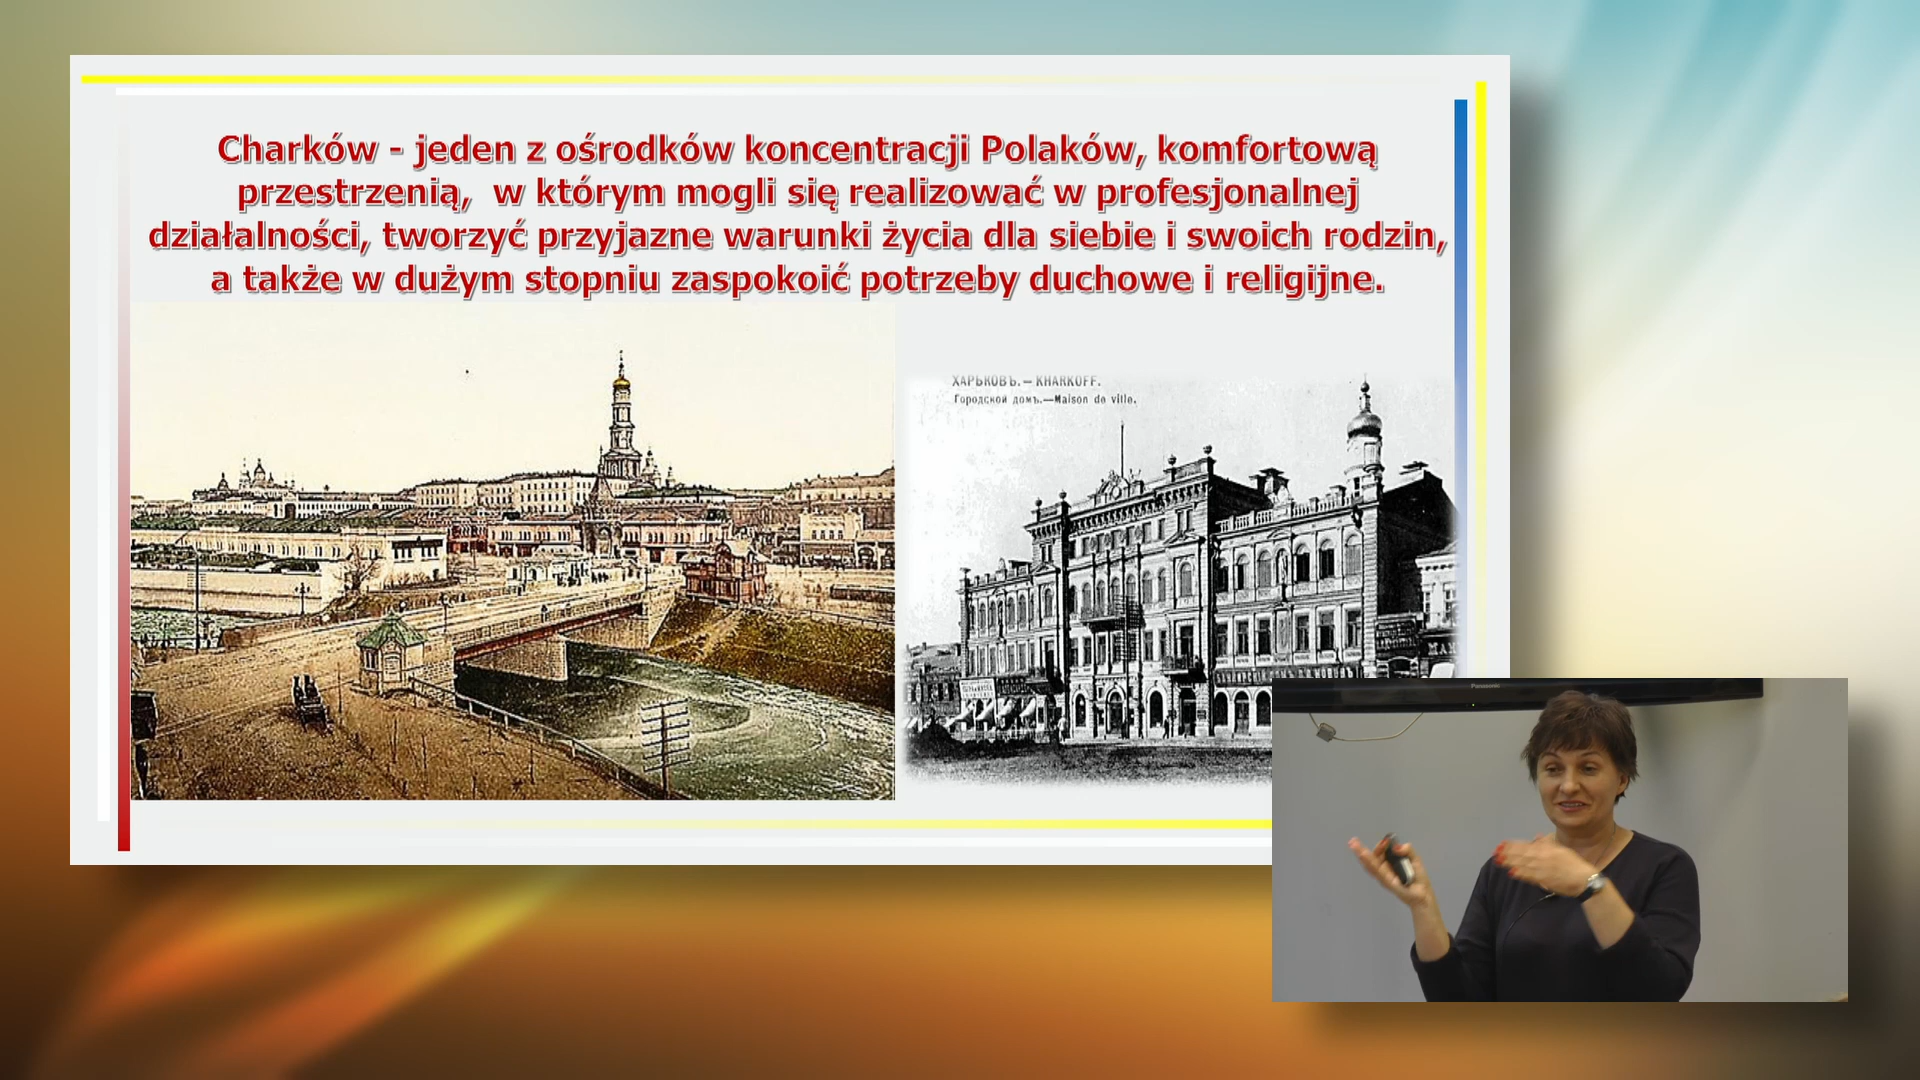 Charków - jeden z ośrodków koncentracji Polaków, komfortową
przestrzenią, w którym mogli się realizować w profesjonalnej
działalności, tworzyć przyjazne warunki życia dla siebie i swoich rodzin,
a także w dużym stopniu zaspokoić potrzeby duchowe i religijne.
ХАРЬКОВЪ.—KHARKOFF.
Городской домъ.—Maison de ville.
Panasonic